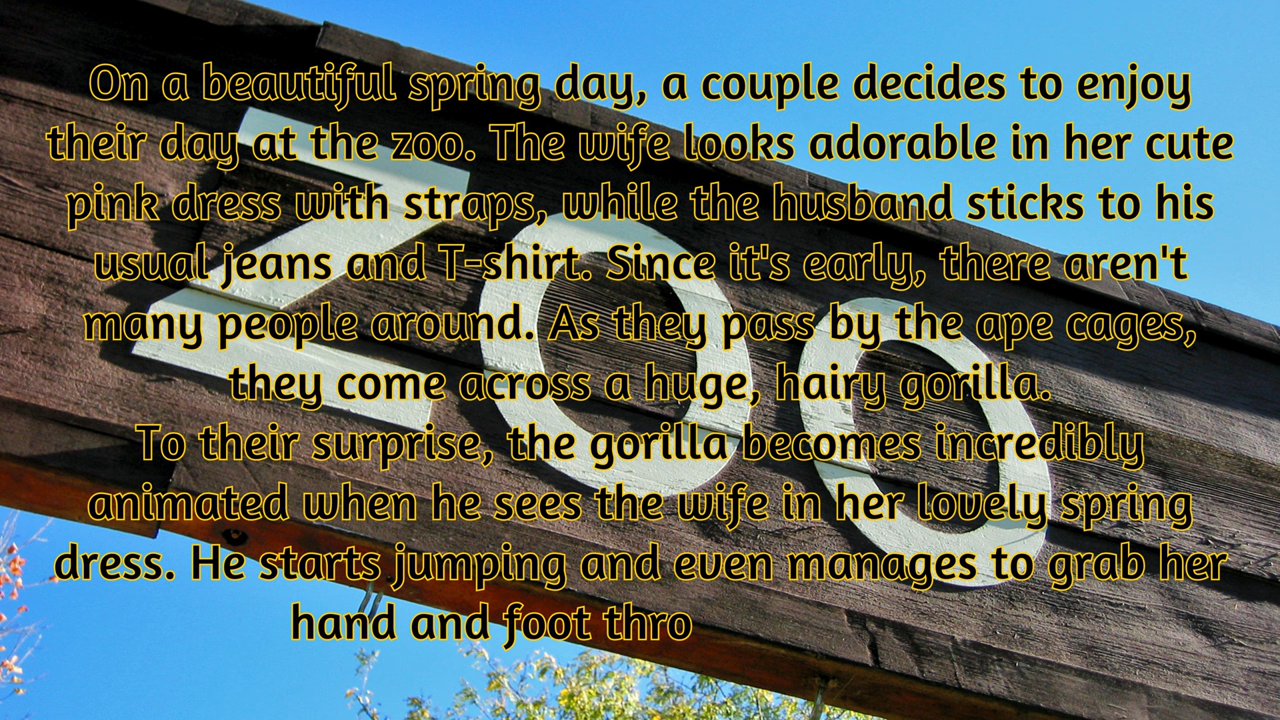 On a beautiful spring day, a couple decides to enjoy
their day at the zoo. The wife looks adorable in her cute
pink dress with straps, while the husband sticks to his
usual jeans and T-shirt. Since it's early, there aren't
many people around. As they pass by the ape cages,
they come across a huge, hairy gorilla.
To their surprise, the gorilla becomes incredibly
animated when he sees the wife in her lovely spring
dress. He starts jumping and even manages to grab her
hand and foot thro
ZOO